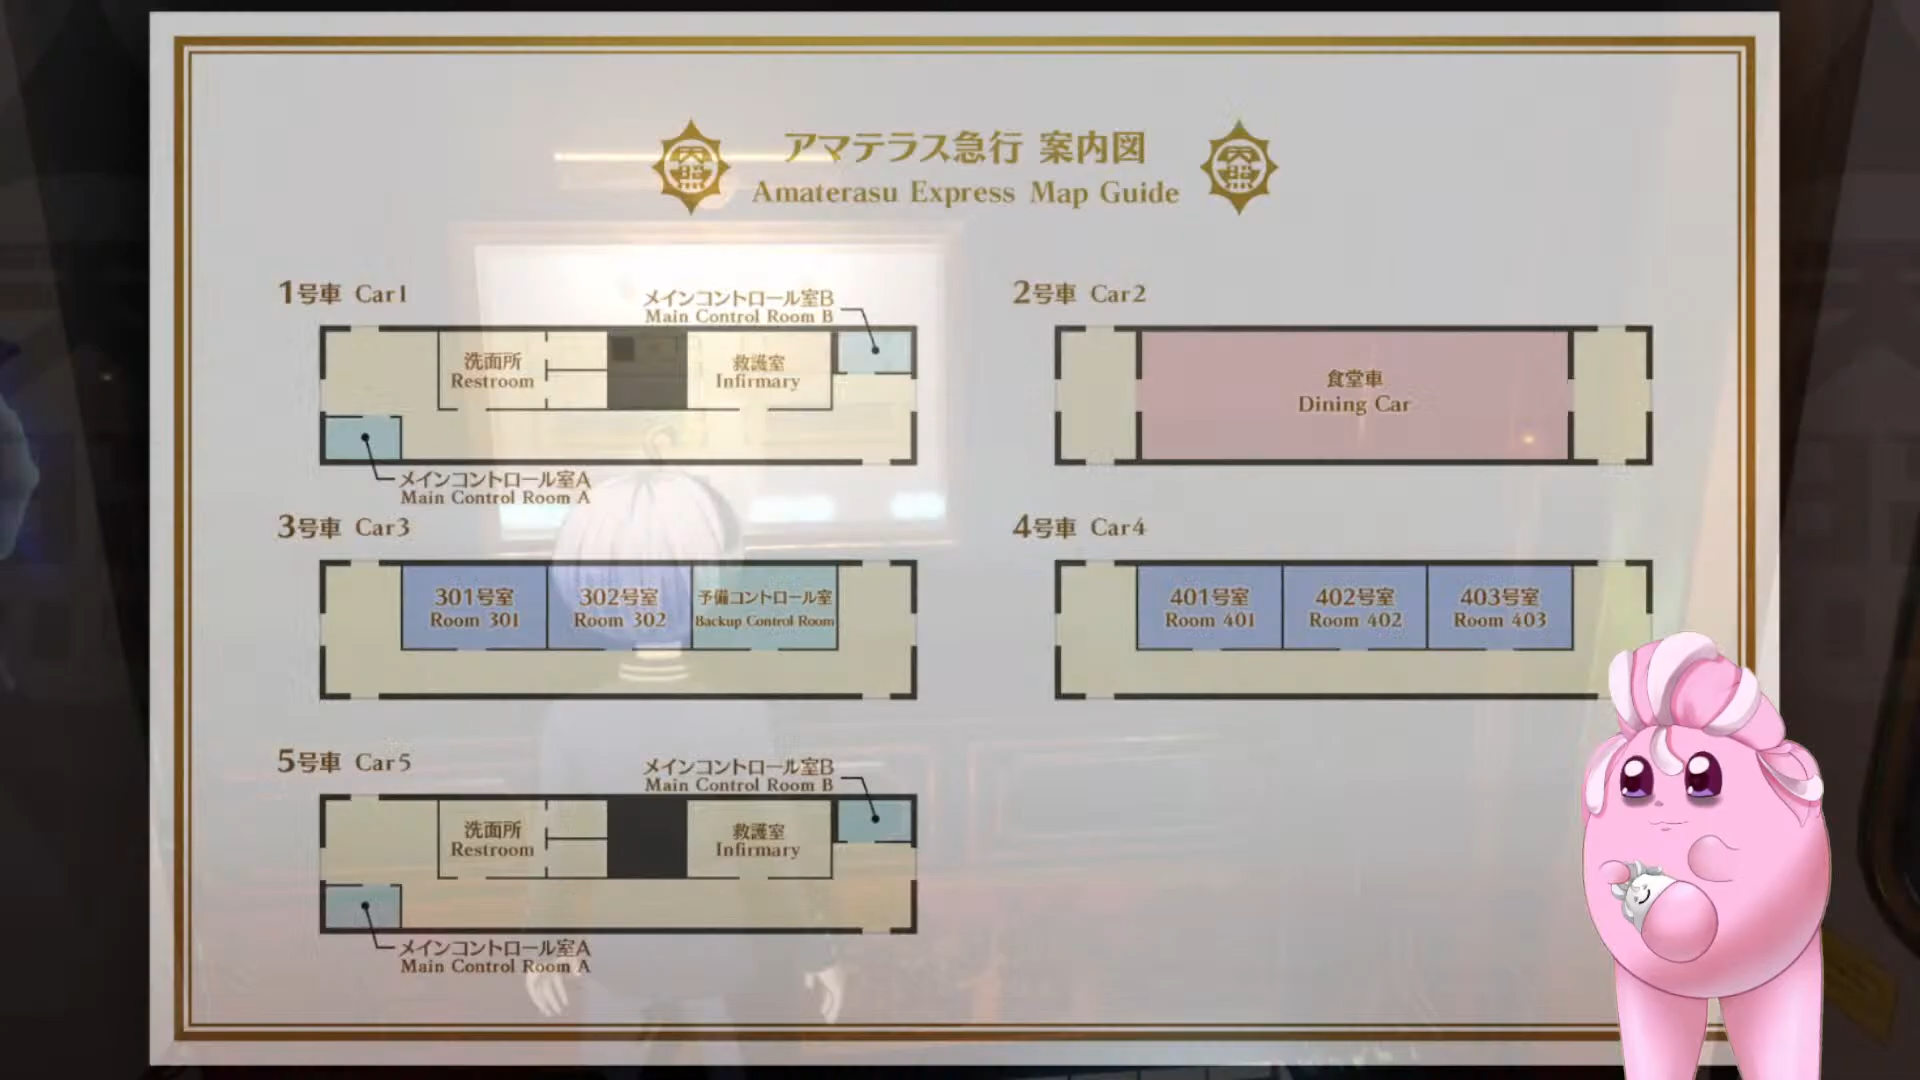 アマテラス急行 案内図
Amaterasu Express Map Guide
天照
天照
1号車 Car1
メインコントロール室B
Main Control Room B
洗面所
Restroom
救護室
Infirmary
メインコントロール室A
Main Control Room A
2号車 Car2
食堂車
Dining Car
3号車 Car3
301号室
Room 301
302号室
Room 302
予備コントロール室
Backup Control Room
4号車 Car4
401号室
Room 401
402号室
Room 402
403号室
Room 403
5号車 Car5
メインコントロール室B
Main Control Room B
洗面所
Restroom
救護室
Infirmary
メインコントロール室A
Main Control Room A